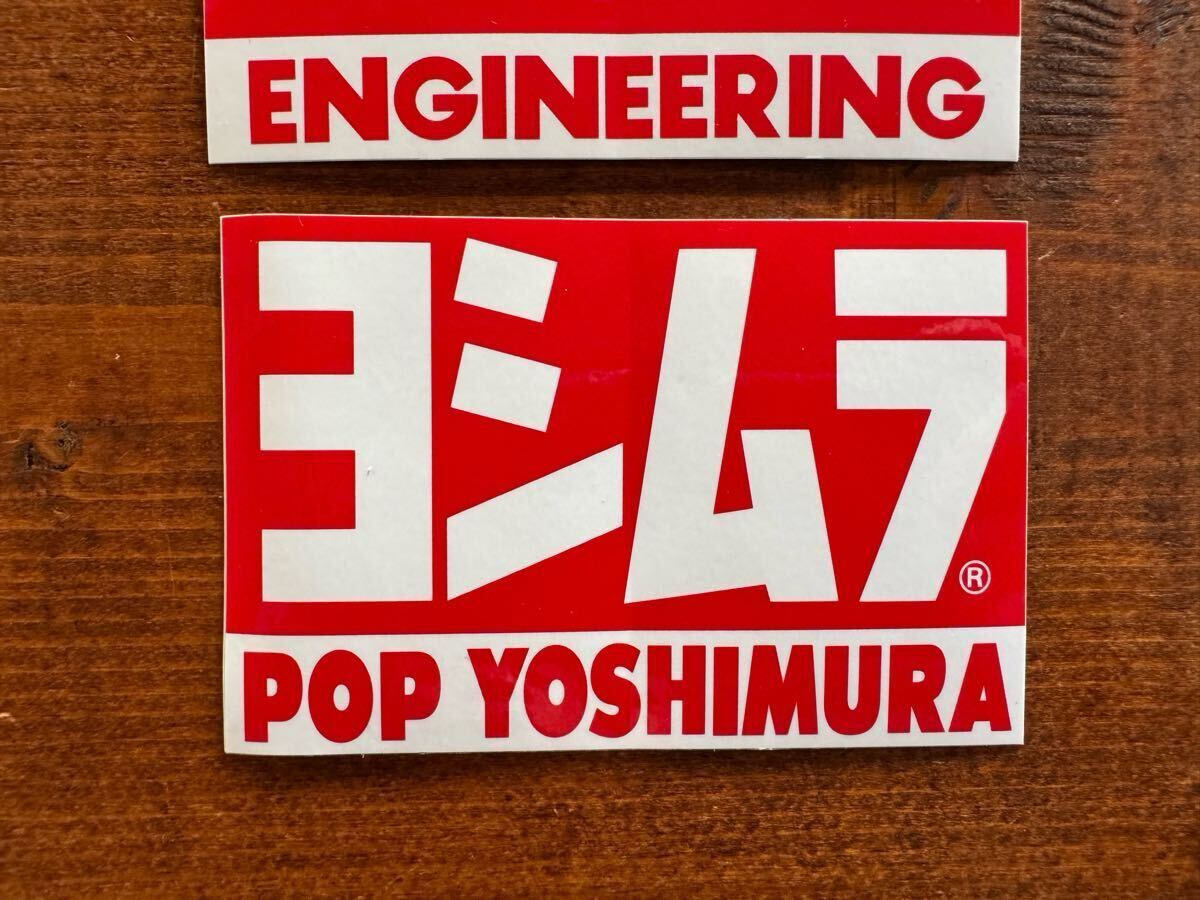 ENGINEERING
ヨシムラ®
POP YOSHIMURA